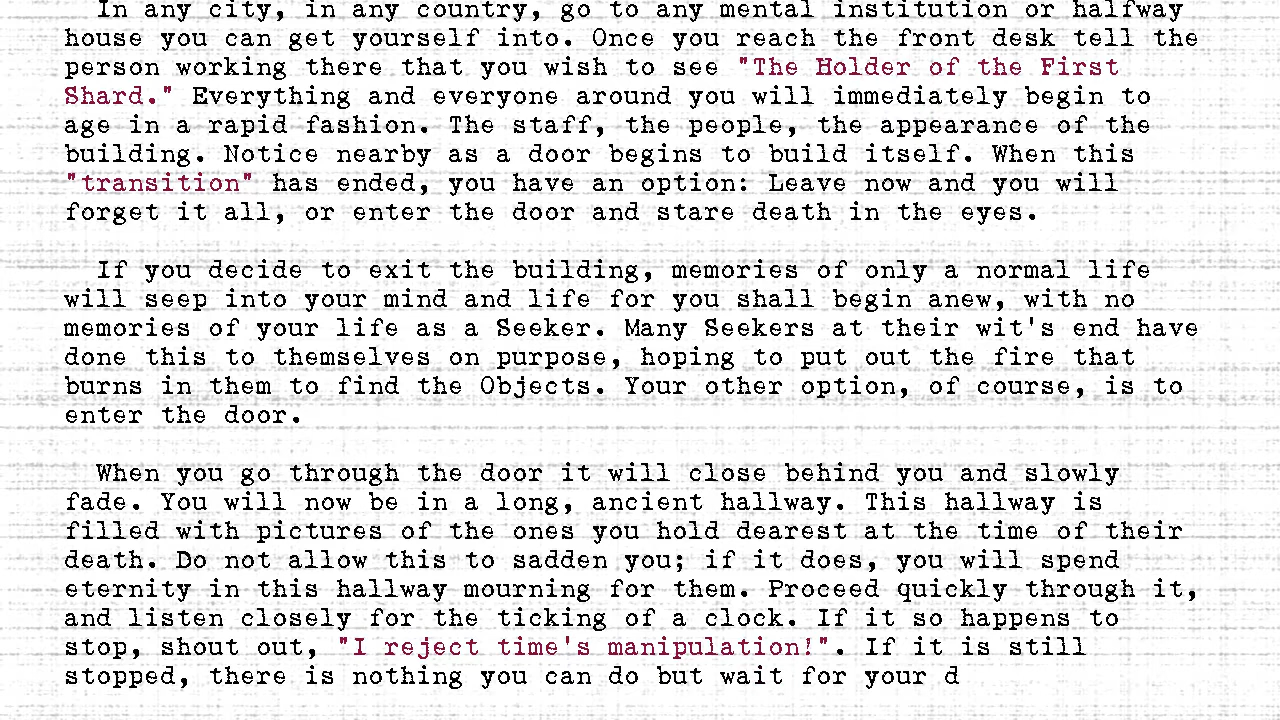 In any city, in any country, go to any mental institution or halfway
house you can get yourself into. Once you reach the front desk tell the
person working there that you wish to see "The Holder of the First
Shard." Everything and everyone around you will immediately begin to
age in a rapid fashion. The staff, the people, the appearance of the
building. Notice nearby as a door begins to build itself. When this
"transition" has ended, you have an option: Leave now and you will
forget it all, or enter the door and stare death in the eyes.
If you decide to exit the building, memories of only a normal life
will seep into your mind and life for you shall begin anew, with no
memories of your life as a Seeker. Many Seekers at their wit's end have
done this to themselves on purpose, hoping to put out the fire that
burns in them to find the Objects. Your other option, of course, is to
enter the door.
When you go through the door it will close behind you and slowly
fade. You will now be in a long, ancient hallway. This hallway is
filled with pictures of the ones you hold dearest at the time of their
death. Do not allow this to sadden you; if it does, you will spend
eternity in this hallway mourning for them. Proceed quickly through it,
and listen closely for the ticking of a clock. If it so happens to
stop, shout out, "I reject time's manipulation!". If it is still
stopped, there is nothing you can do but wait for your d